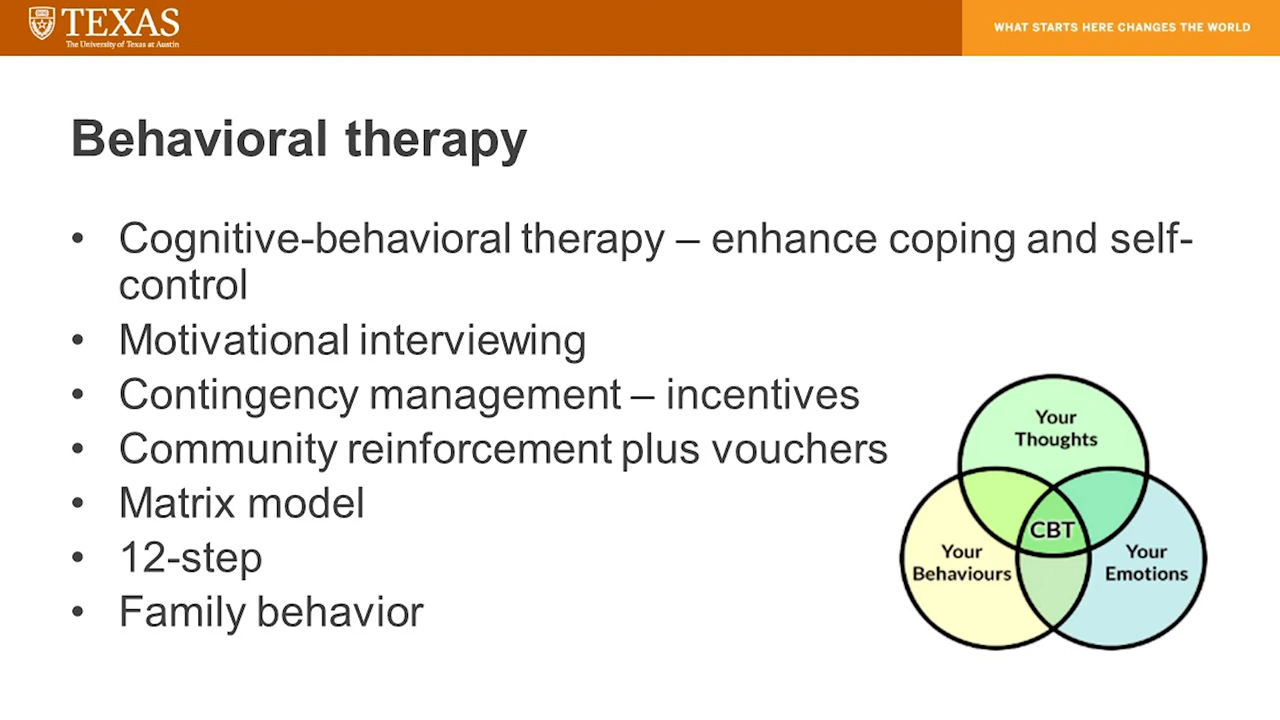 TEXAS
The University of Texas at Austin
WHAT STARTS HERE CHANGES THE WORLD
Behavioral therapy
• Cognitive-behavioral therapy – enhance coping and self-
control
• Motivational interviewing
• Contingency management – incentives
• Community reinforcement plus vouchers
• Matrix model
• 12-step
• Family behavior
Your
Thoughts
CBT
Your
Behaviours
Your
Emotions